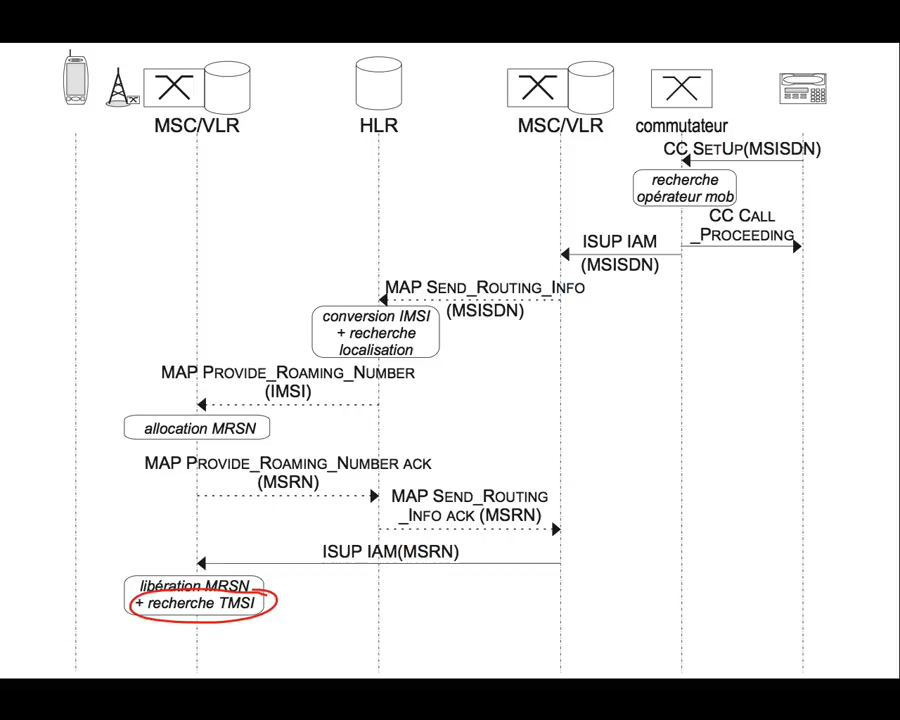 MSC/VLR
HLR
MSC/VLR
commutateur
CC SETUP(MSISDN)
recherche
opérateur mob
CC CALL
_PROCEEDING
ISUP IAM
(MSISDN)
MAP SEND_ROUTING_INFO
(MSISDN)
conversion IMSI
+ recherche
localisation
MAP PROVIDE_ROAMING_NUMBER
(IMSI)
allocation MRSN
MAP PROVIDE_ROAMING_NUMBER ACK
(MSRN)
MAP SEND_ROUTING
_INFO ACK (MSRN)
ISUP IAM(MSRN)
libération MRSN
+ recherche TMSI